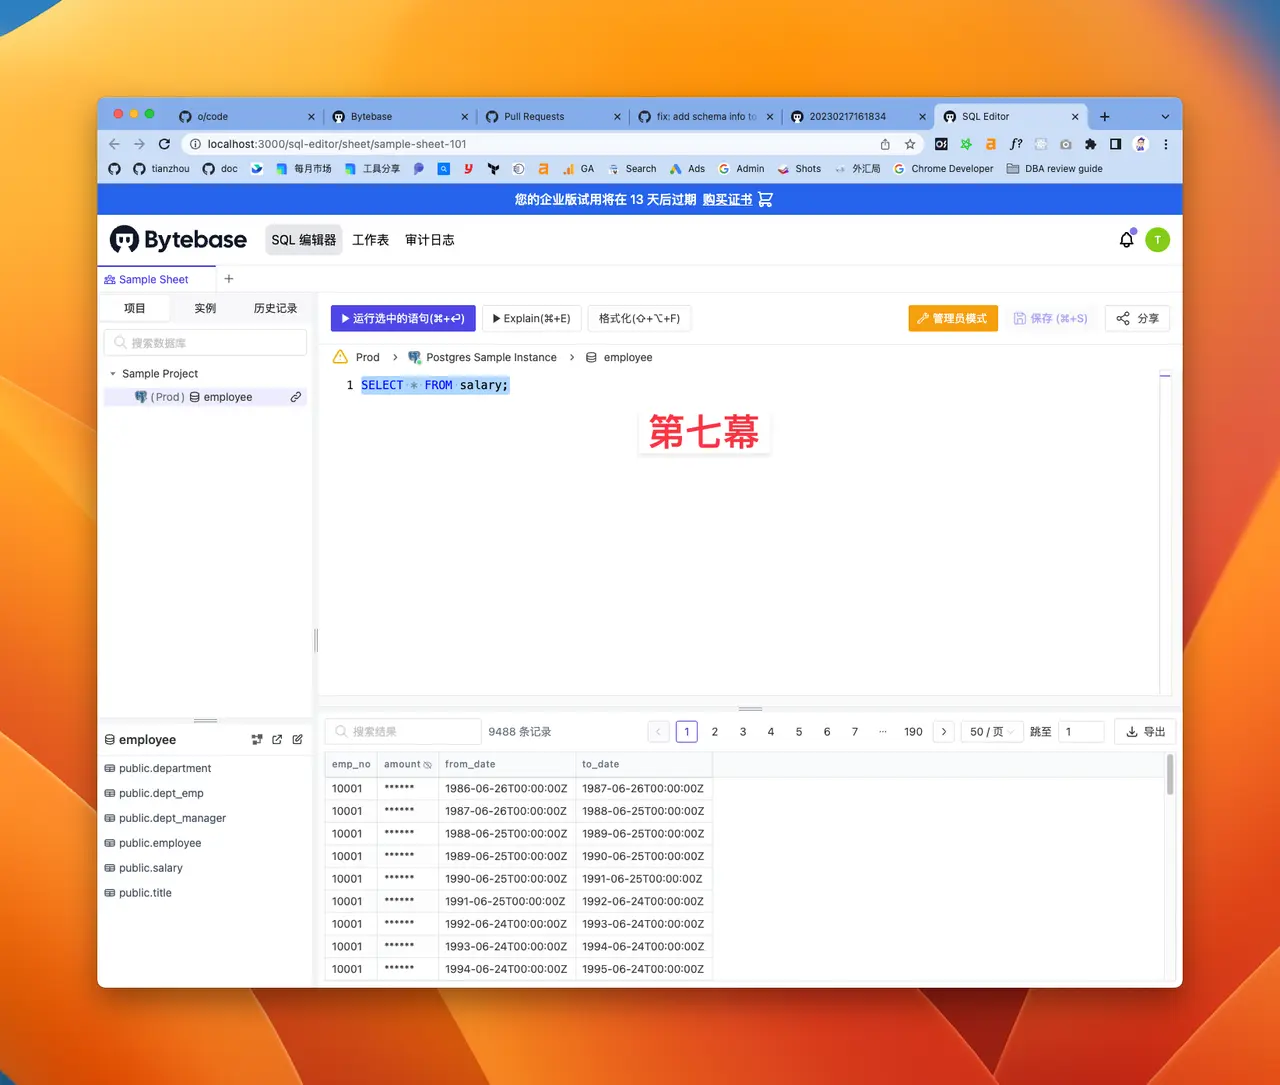 o/code
Bytebase
Pull Requests
fix: add schema info to
20230217161834
SQL Editor
localhost:3000/sql-editor/sheet/sample-sheet-101
tianzhou
doc
每月市场
工具分享
GA
Search
Ads
Admin
Shots
外汇局
Chrome Developer
DBA review guide
您的企业版试用将在 13 天后过期 购买证书
Bytebase
SQL 编辑器
工作表
审计日志
T
Sample Sheet
项目
实例
历史记录
运行选中的语句(⌘+⏎)
Explain(⌘+E)
格式化(⇧+⌥+F)
管理员模式
保存 (⌘+S)
分享
搜索数据库
Prod
Postgres Sample Instance
employee
Sample Project
(Prod) employee
1 SELECT * FROM salary;
第七幕
employee
public.department
public.dept_emp
public.dept_manager
public.employee
public.salary
public.title
搜索结果
9488 条记录
1 2 3 4 5 6 7 ... 190
50 / 页
跳至 1
导出
emp_no amount from_date to_date
10001 ****** 1986-06-26T00:00:00Z 1987-06-26T00:00:00Z
10001 ****** 1987-06-26T00:00:00Z 1988-06-25T00:00:00Z
10001 ****** 1988-06-25T00:00:00Z 1989-06-25T00:00:00Z
10001 ****** 1989-06-25T00:00:00Z 1990-06-25T00:00:00Z
10001 ****** 1990-06-25T00:00:00Z 1991-06-25T00:00:00Z
10001 ****** 1991-06-25T00:00:00Z 1992-06-24T00:00:00Z
10001 ****** 1992-06-24T00:00:00Z 1993-06-24T00:00:00Z
10001 ****** 1993-06-24T00:00:00Z 1994-06-24T00:00:00Z
10001 ****** 1994-06-24T00:00:00Z 1995-06-24T00:00:00Z